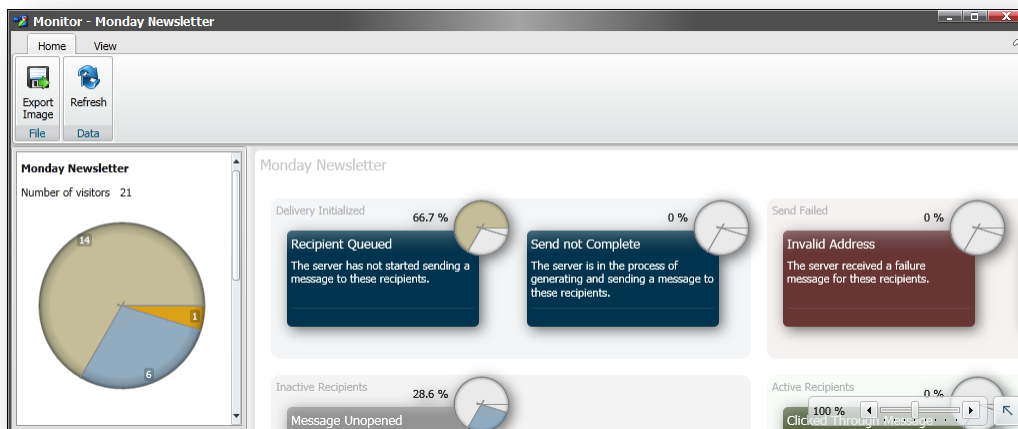 Monitor - Monday Newsletter
Home View
Export Image
Refresh
File Data
Monday Newsletter
Number of visitors 21
14
1
6
Monday Newsletter
Delivery Initialized
66.7 %
Recipient Queued
The server has not started sending a
message to these recipients.
0 %
Send not Complete
The server is in the process of
generating and sending a message to
these recipients.
Send Failed
0 %
Invalid Address
The server received a failure
message for these recipients.
Inactive Recipients
28.6 %
Message Unopened
Active Recipients
0 %
Clicked Through Message
100 %